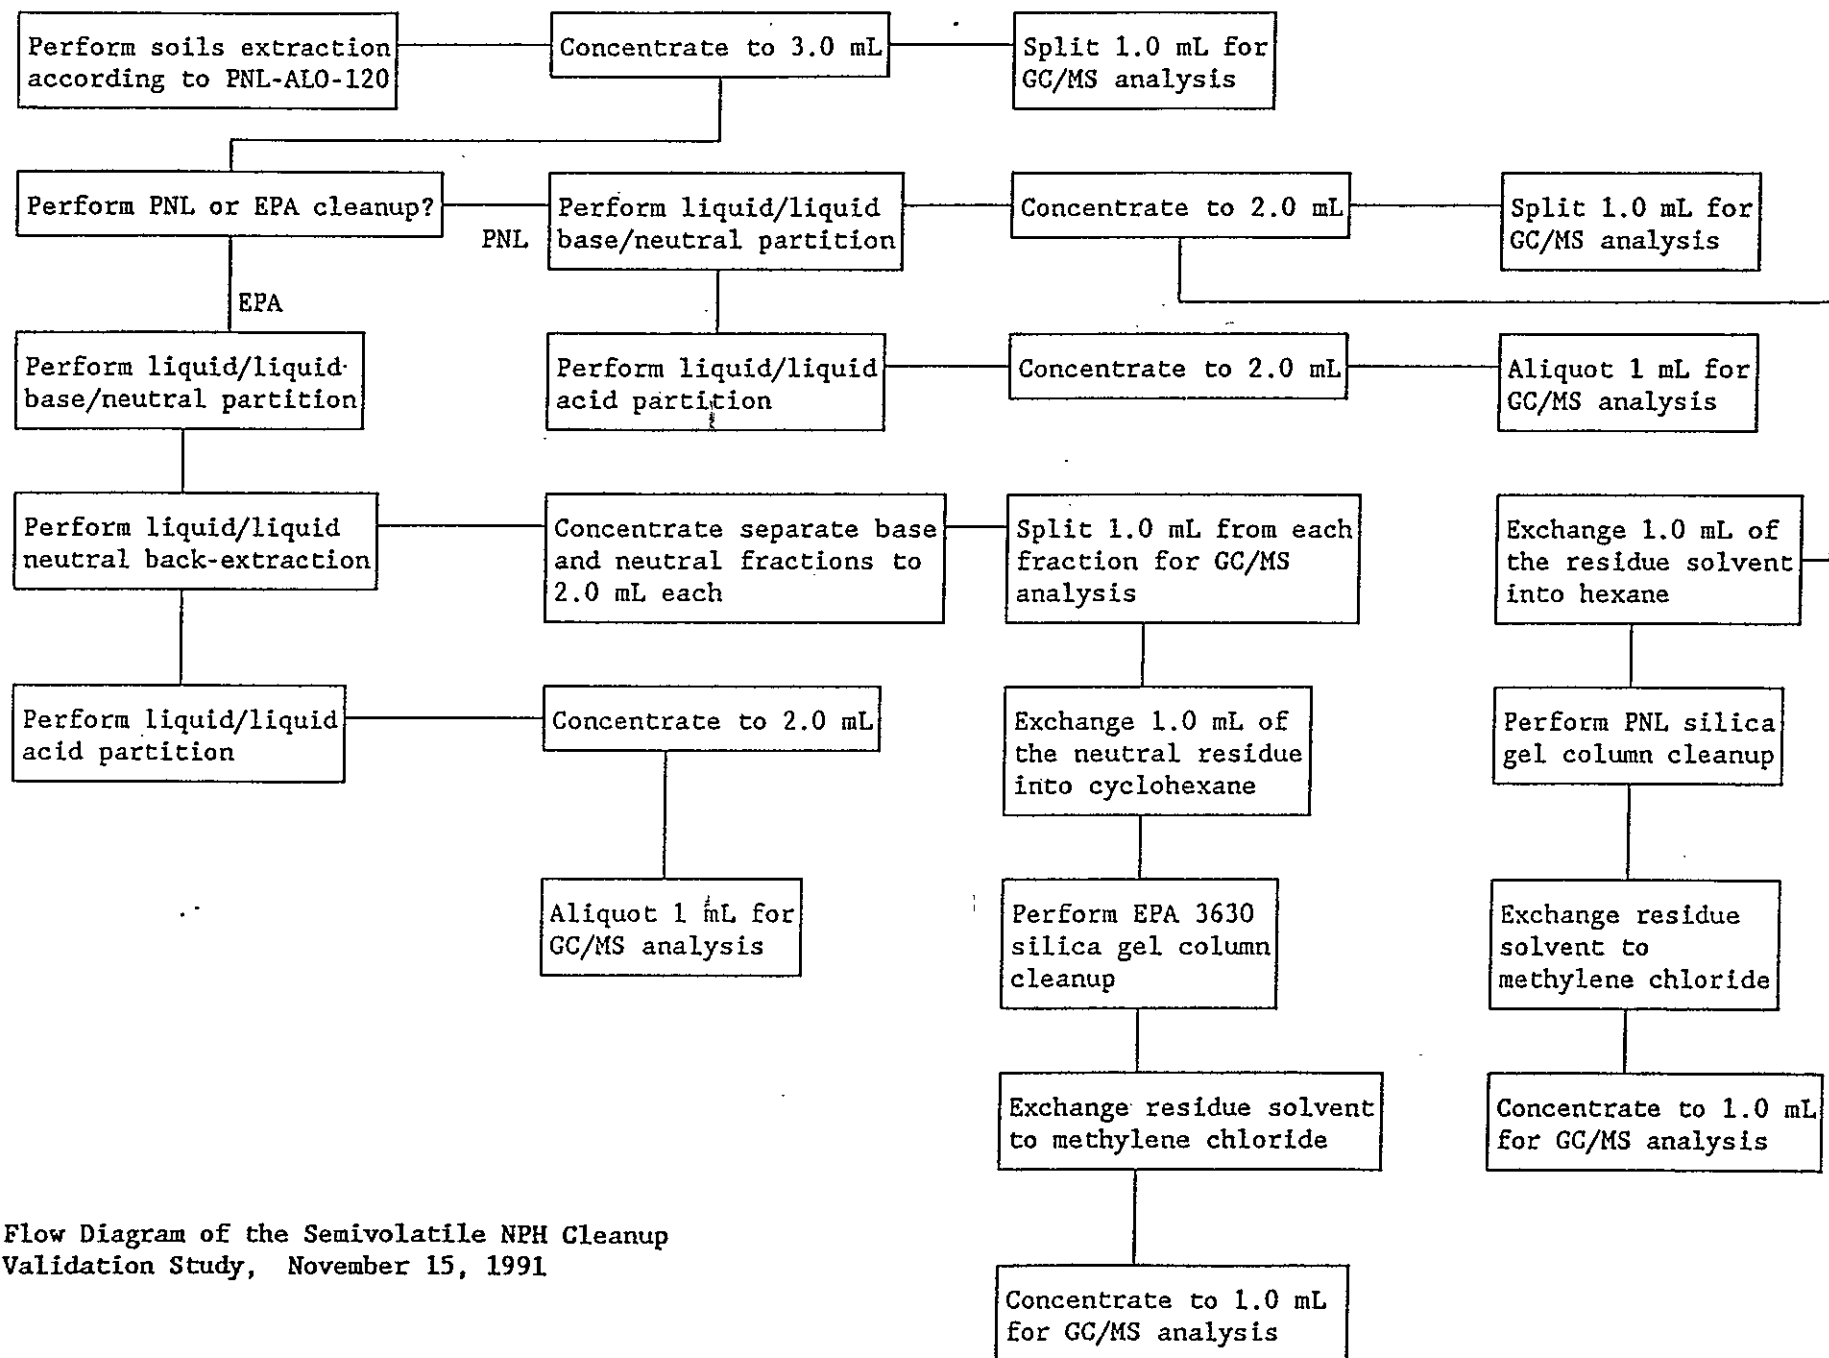 Perform soils extraction
according to PNL-ALO-120
Concentrate to 3.0 mL
Split 1.0 mL for
GC/MS analysis
Perform PNL or EPA cleanup?
PNL
EPA
Perform liquid/liquid
base/neutral partition
Concentrate to 2.0 mL
Split 1.0 mL for
GC/MS analysis
Perform liquid/liquid
base/neutral partition
Perform liquid/liquid
acid partition
Concentrate to 2.0 mL
Aliquot 1 mL for
GC/MS analysis
Perform liquid/liquid
neutral back-extraction
Concentrate separate base
and neutral fractions to
2.0 mL each
Split 1.0 mL from each
fraction for GC/MS
analysis
Exchange 1.0 mL of
the residue solvent
into hexane
Perform liquid/liquid
acid partition
Concentrate to 2.0 mL
Exchange 1.0 mL of
the neutral residue
into cyclohexane
Perform PNL silica
gel column cleanup
Aliquot 1 mL for
GC/MS analysis
Perform EPA 3630
silica gel column
cleanup
Exchange residue
solvent to
methylene chloride
Exchange residue solvent
to methylene chloride
Concentrate to 1.0 mL
for GC/MS analysis
Concentrate to 1.0 mL
for GC/MS analysis
Flow Diagram of the Semivolatile NPH Cleanup
Validation Study, November 15, 1991